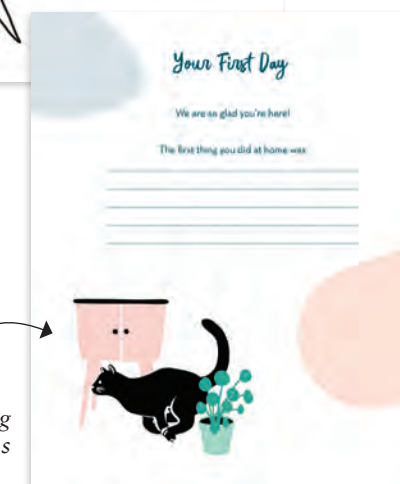 Your First Day
We are so glad you're here!
The first thing you did at home was
g
s